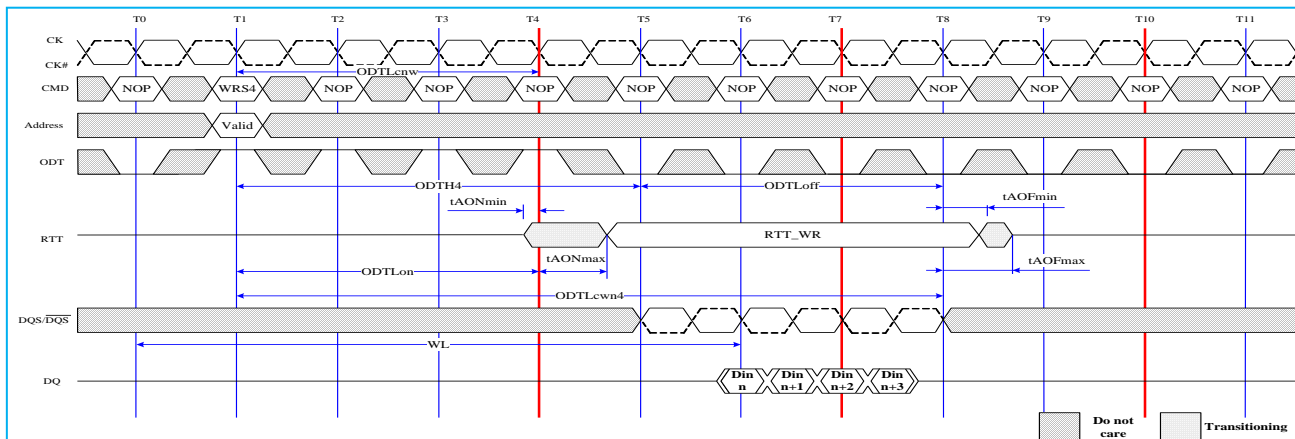 T0 T1 T2 T3 T4 T5 T6 T7 T8 T9 T10 T11
CK
CK#
ODTLcnw
CMD NOP WRS4 NOP NOP NOP NOP NOP NOP NOP NOP NOP NOP
Address Valid
ODT
ODTH4 ODTLoff
tAONmin tAOFmin
RTT RTT_WR
tAONmax tAOFmax
ODTLon
ODTLcwn4
DQS/DQS
WL
DQ Din n Din n+1 Din n+2 Din n+3
Do not care Transitioning